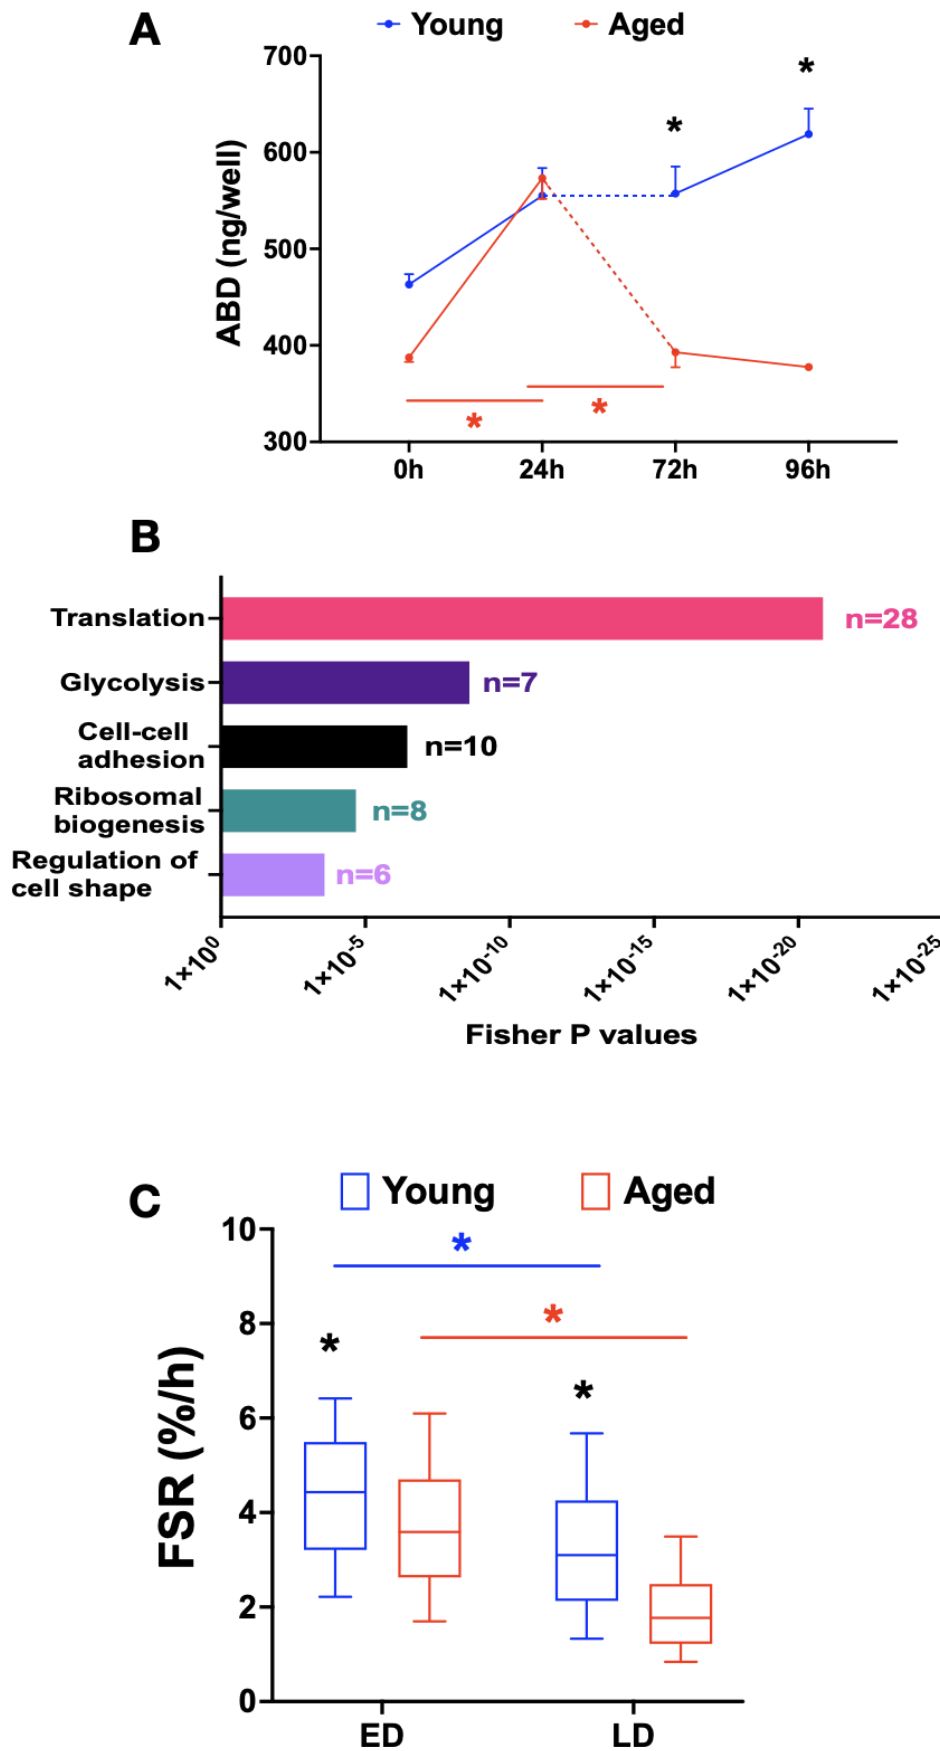 A
Young Aged
700
600
500
400
300
ABD (ng/well)
*
*
*
*
0h 24h 72h 96h
B
Translation n=28
Glycolysis n=7
Cell-cell
adhesion n=10
Ribosomal
biogenesis n=8
Regulation of
cell shape n=6
1×10⁰ 1×10⁻⁵ 1×10⁻¹⁰ 1×10⁻¹⁵ 1×10⁻²⁰ 1×10⁻²⁵
Fisher P values
C
Young Aged
10
8
6
4
2
0
FSR (%/h)
*
*
*
*
ED LD